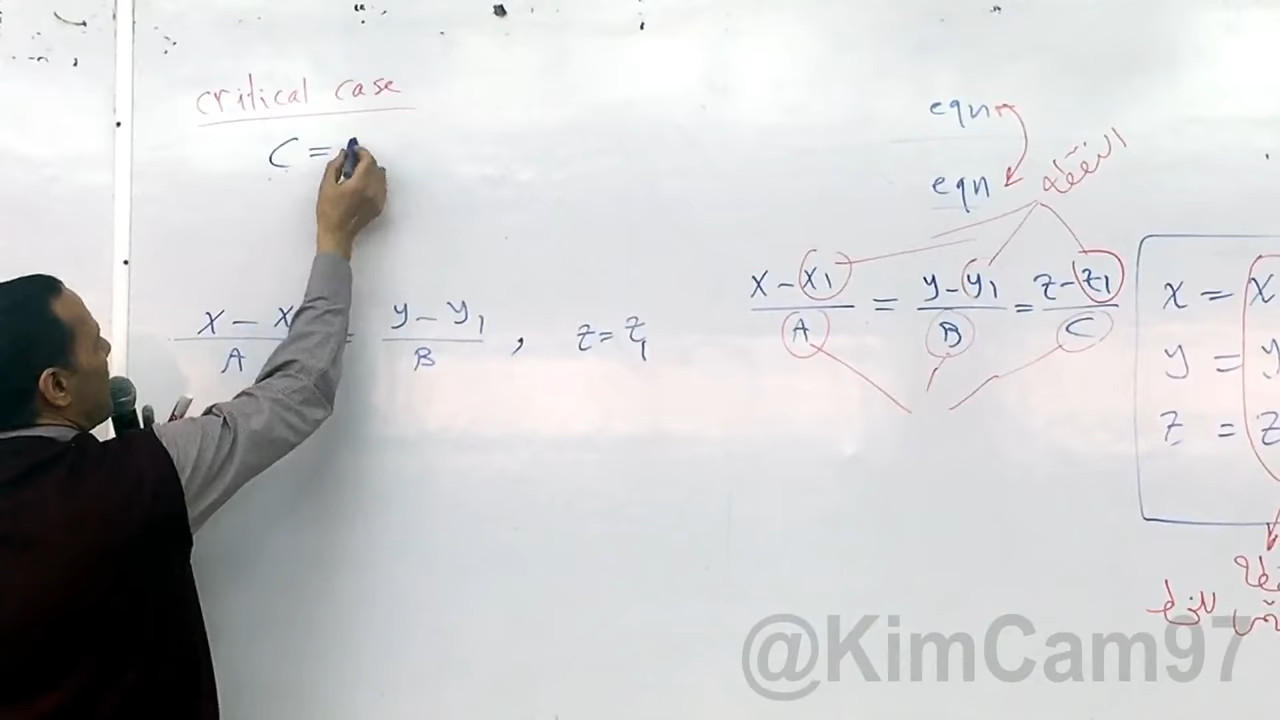 critical case
C =
x - x = y - y1 , z = z1
A B
eqn
eqn
النقطة
x - x1 = y - y1 = z - z1
A B C
x = x
y = y
z = z
@KimCam97